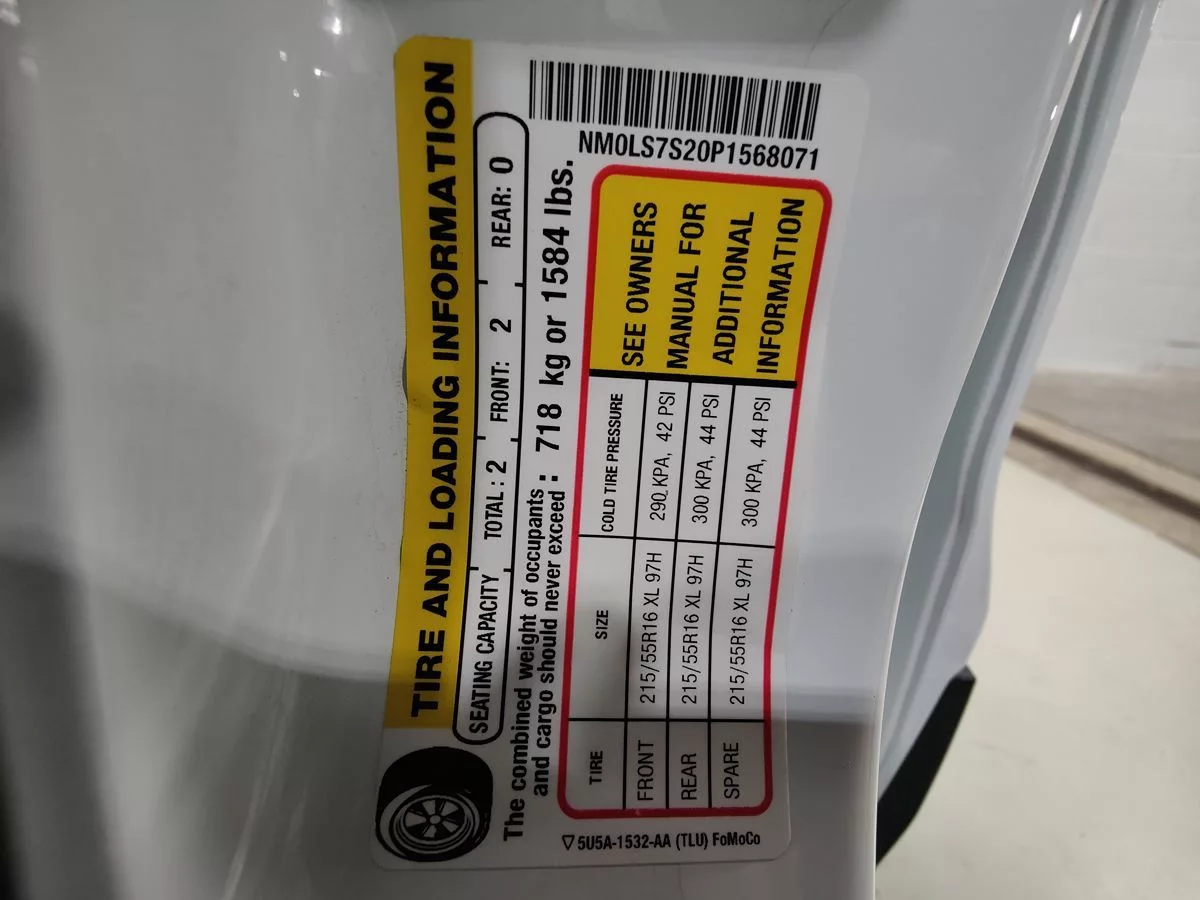 TIRE AND LOADING INFORMATION
SEATING CAPACITY TOTAL : 2 FRONT: 2 REAR: 0
The combined weight of occupants
and cargo should never exceed : 718 kg or 1584 lbs.
NM0LS7S20P1568071
TIRE SIZE COLD TIRE PRESSURE
FRONT 215/55R16 XL 97H 290 KPA, 42 PSI
REAR 215/55R16 XL 97H 300 KPA, 44 PSI
SPARE 215/55R16 XL 97H 300 KPA, 44 PSI
SEE OWNERS
MANUAL FOR
ADDITIONAL
INFORMATION
▽ 5U5A-1532-AA (TLU) FoMoCo